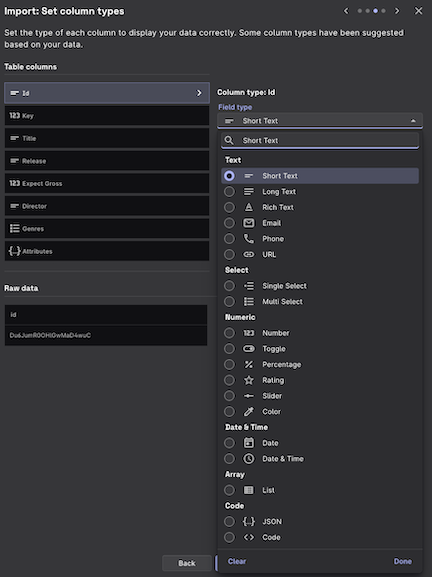 Import: Set column types
Set the type of each column to display your data correctly. Some column types have been suggested
based on your data.
Table columns
Id
123 Key
Title
Release
123 Expect Gross
Director
Genres
{..} Attributes
Raw data
id
Du6JumR0OHiGwMaD4wuC
Column type: Id
Field type
Short Text
Short Text
Text
Short Text
Long Text
Rich Text
Email
Phone
URL
Select
Single Select
Multi Select
Numeric
123 Number
Toggle
Percentage
Rating
Slider
Color
Date & Time
Date
Date & Time
Array
List
Code
{..} JSON
<> Code
Back
Clear
Done